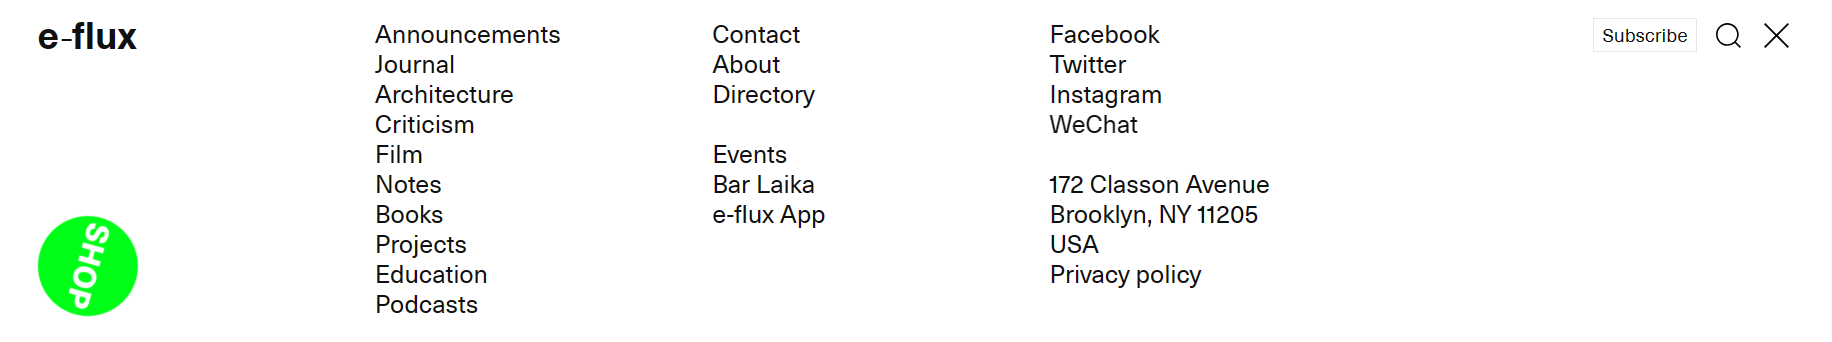 e-flux
Announcements
Journal
Architecture
Criticism
Film
Notes
Books
Projects
Education
Podcasts
Contact
About
Directory
Events
Bar Laika
e-flux App
Facebook
Twitter
Instagram
WeChat
172 Classon Avenue
Brooklyn, NY 11205
USA
Privacy policy
Subscribe
SHOP